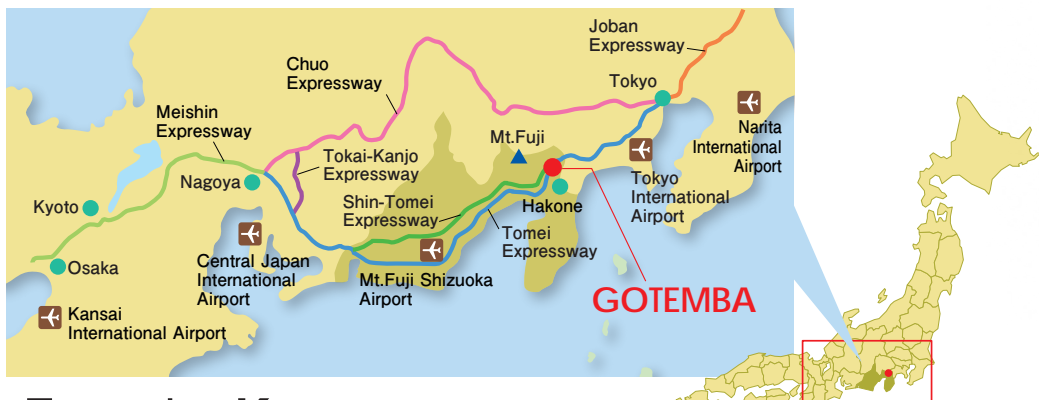 Joban
Expressway
Chuo
Expressway
Tokyo
Meishin
Expressway
Mt.Fuji
Narita
International
Airport
Tokai-Kanjo
Expressway
Nagoya
Tokyo
International
Airport
Shin-Tomei
Expressway
Hakone
Kyoto
Tomei
Expressway
Central Japan
International
Airport
Osaka
Mt.Fuji Shizuoka
Airport
GOTEMBA
Kansai
International Airport